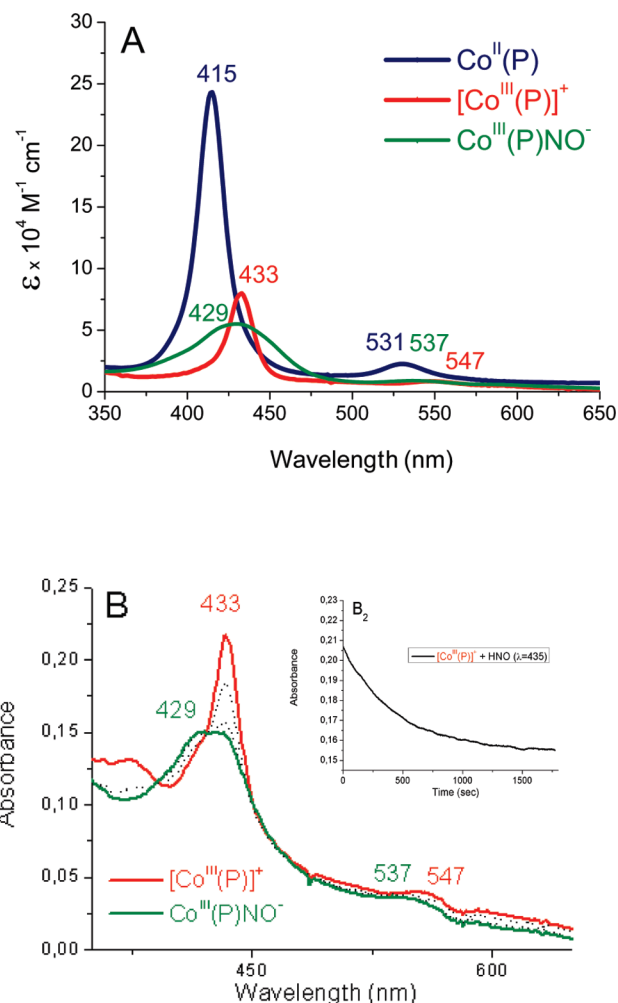 A
Co^II(P)
[Co^III(P)]^+
Co^III(P)NO^-
415
433
429
531 537
547
30
25
20
15
10
5
0
350 400 450 500 550 600 650
ε x 10^4 M^-1 cm^-1
Wavelength (nm)
B
433
429
537 547
[Co^III(P)]^+
Co^III(P)NO^-
0,25
0,20
0,15
0,10
0,05
0,00
450 600
Absorbance
Wavelength (nm)
B_2
[Co^III(P)]^+ + HNO (λ=435)
0,23
0,22
0,21
0,20
0,19
0,18
0,17
0,16
0,15
0 500 1000 1500
Absorbance
Time (sec)